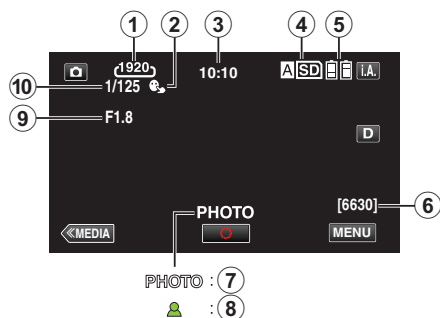 ① ② ③ ④ ⑤
1920 10:10 A SD i.A.
⑩ 1/125
⑨ F1.8
D
[6630] ⑥
PHOTO
≪MEDIA MENU
PHOTO : ⑦
: ⑧